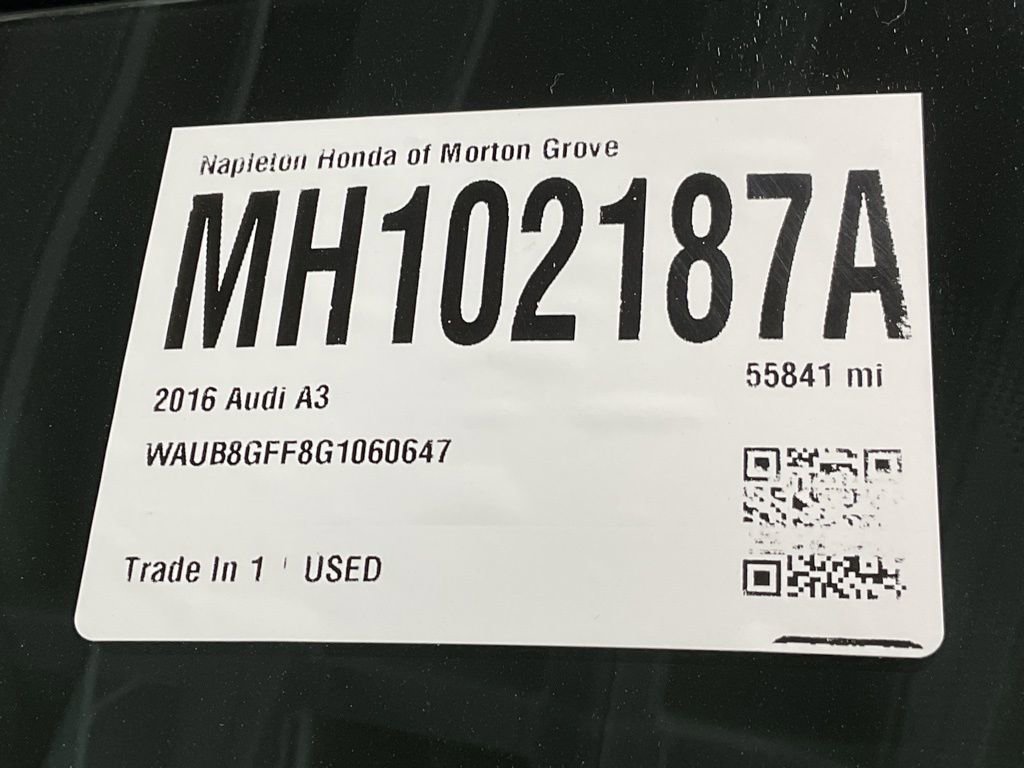 Napleton Honda of Morton Grove
MH102187A
55841 mi
2016 Audi A3
WAUB8GFF8G1060647
Trade In 1 ' USED